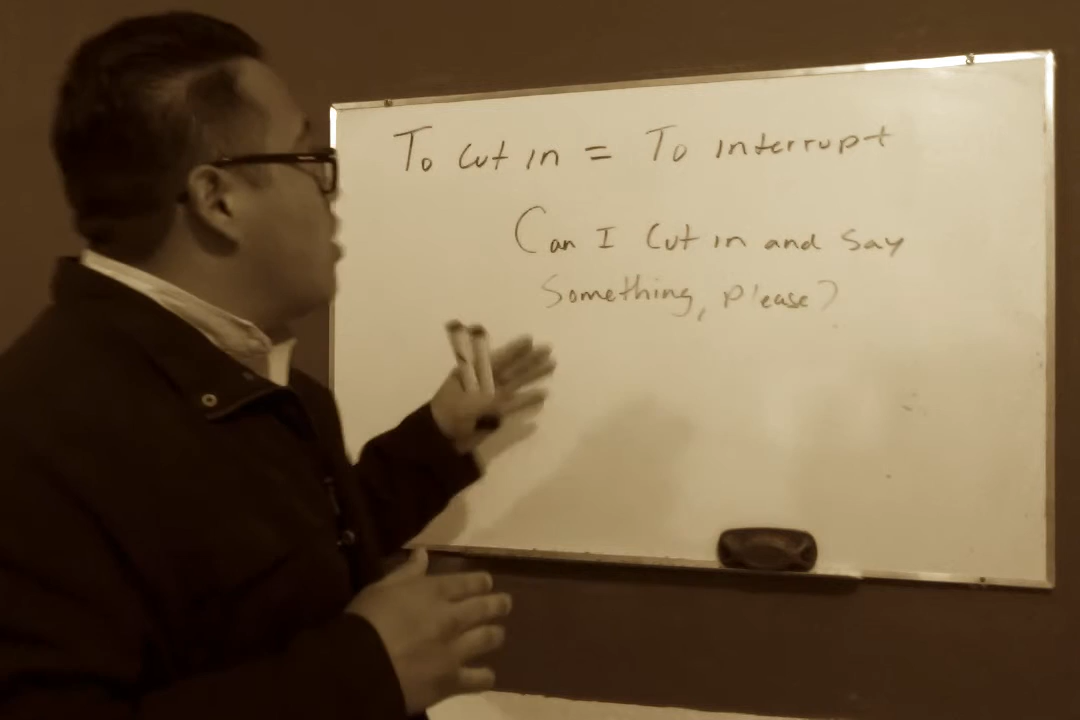 To cut in = To interrupt
Can I cut in and say
something, please?